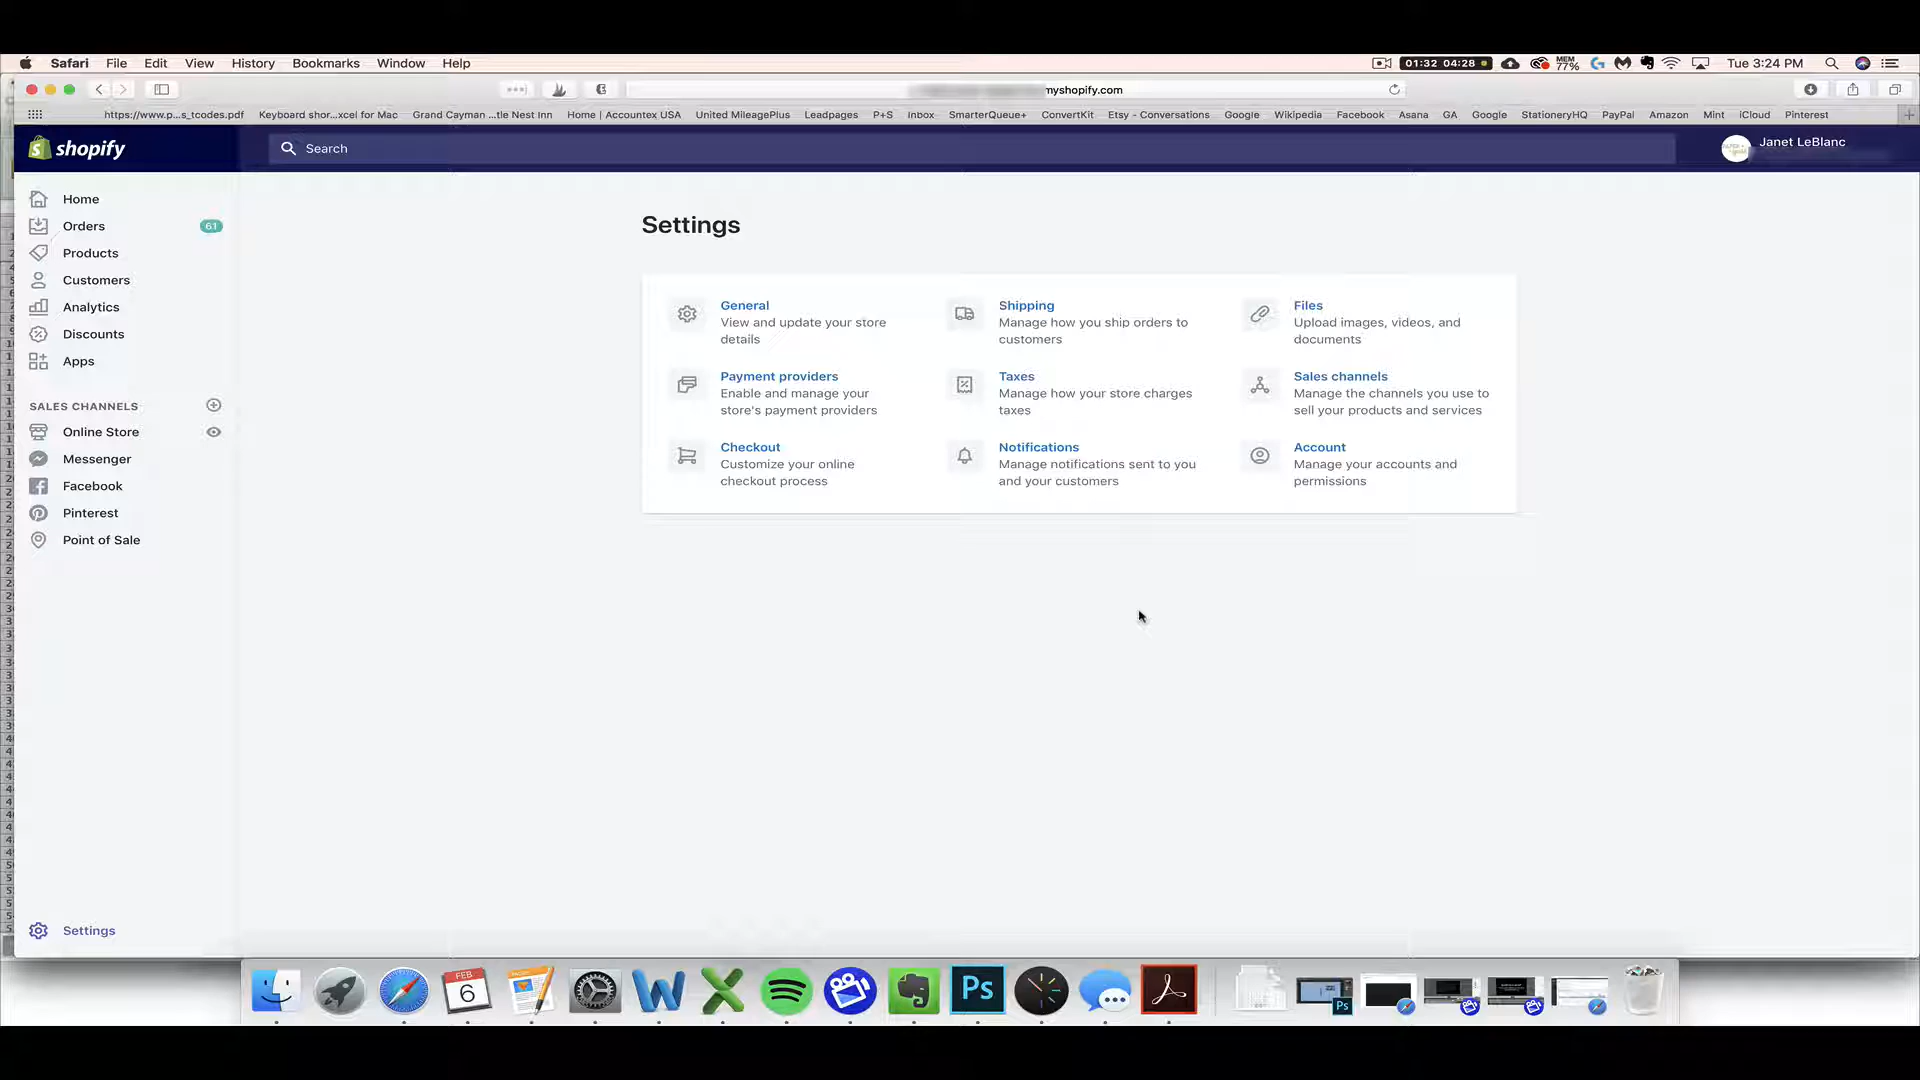 Safari File Edit View History Bookmarks Window Help 01:32 04:28 MEM 77% Tue 3:24 PM
myshopify.com
https://www.p...s_tcodes.pdf Keyboard shor...xcel for Mac Grand Cayman ...tle Nest Inn Home | Accountex USA United MileagePlus Leadpages P+S Inbox SmarterQueue+ ConvertKit Etsy - Conversations Google Wikipedia Facebook Asana GA Google StationeryHQ PayPal Amazon Mint iCloud Pinterest
shopify Search Janet LeBlanc
Home
Orders 61
Products
Customers
Analytics
Discounts
Apps
SALES CHANNELS
Online Store
Messenger
Facebook
Pinterest
Point of Sale
Settings
Settings
General
View and update your store
details
Shipping
Manage how you ship orders to
customers
Files
Upload images, videos, and
documents
Payment providers
Enable and manage your
store's payment providers
Taxes
Manage how your store charges
taxes
Sales channels
Manage the channels you use to
sell your products and services
Checkout
Customize your online
checkout process
Notifications
Manage notifications sent to you
and your customers
Account
Manage your accounts and
permissions
FEB
6
Ps
Ps